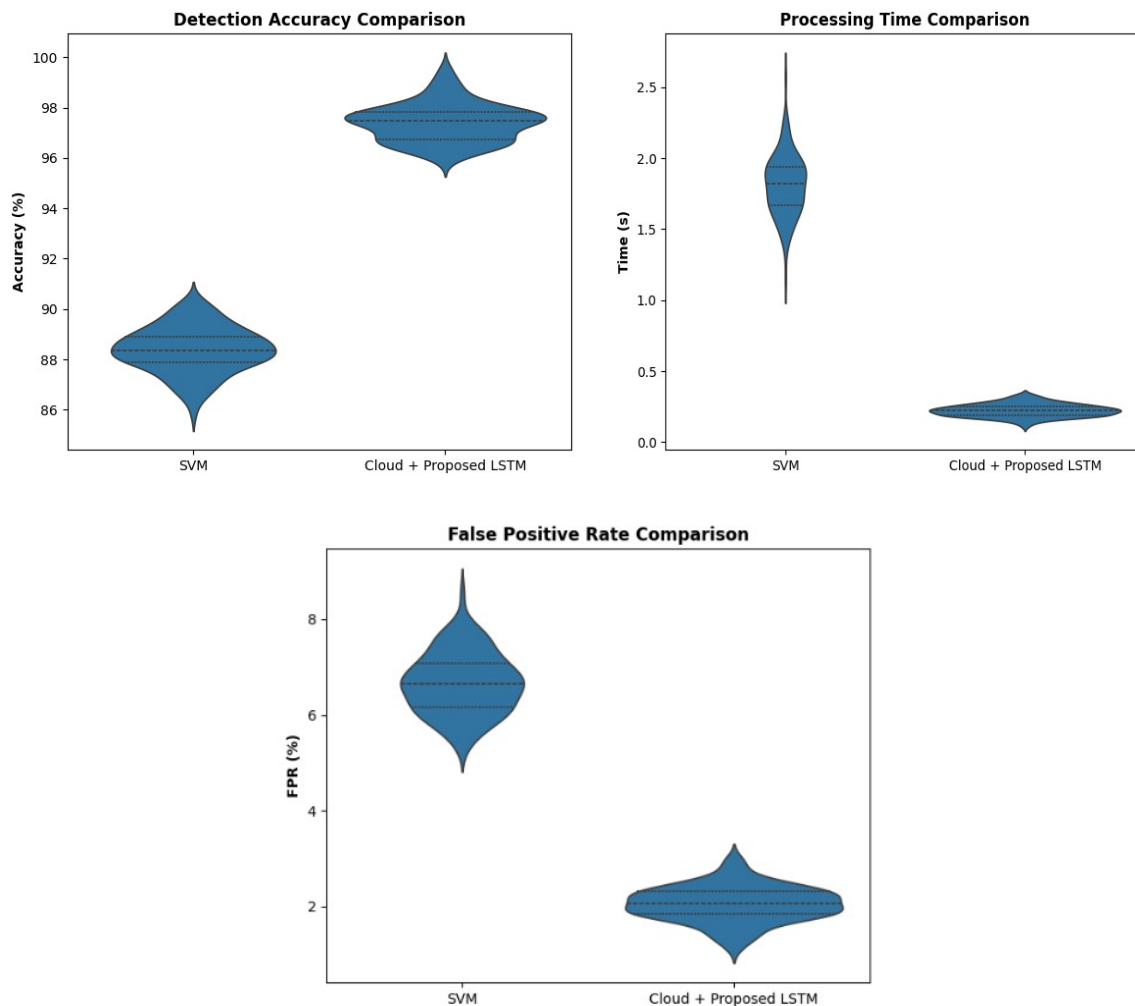 Detection Accuracy Comparison
Accuracy (%)
100
98
96
94
92
90
88
86
SVM
Cloud + Proposed LSTM
Processing Time Comparison
Time (s)
2.5
2.0
1.5
1.0
0.5
0.0
SVM
Cloud + Proposed LSTM
False Positive Rate Comparison
FPR (%)
8
6
4
2
SVM
Cloud + Proposed LSTM